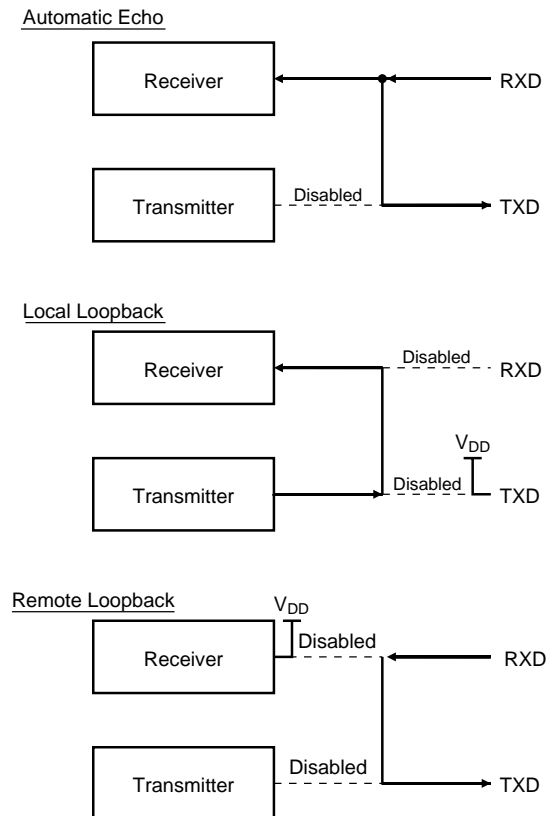 Automatic Echo
Receiver
RXD
Transmitter
Disabled
TXD
Local Loopback
Receiver
Disabled
RXD
VDD
Transmitter
Disabled
TXD
Remote Loopback
VDD
Receiver
Disabled
RXD
Transmitter
Disabled
TXD